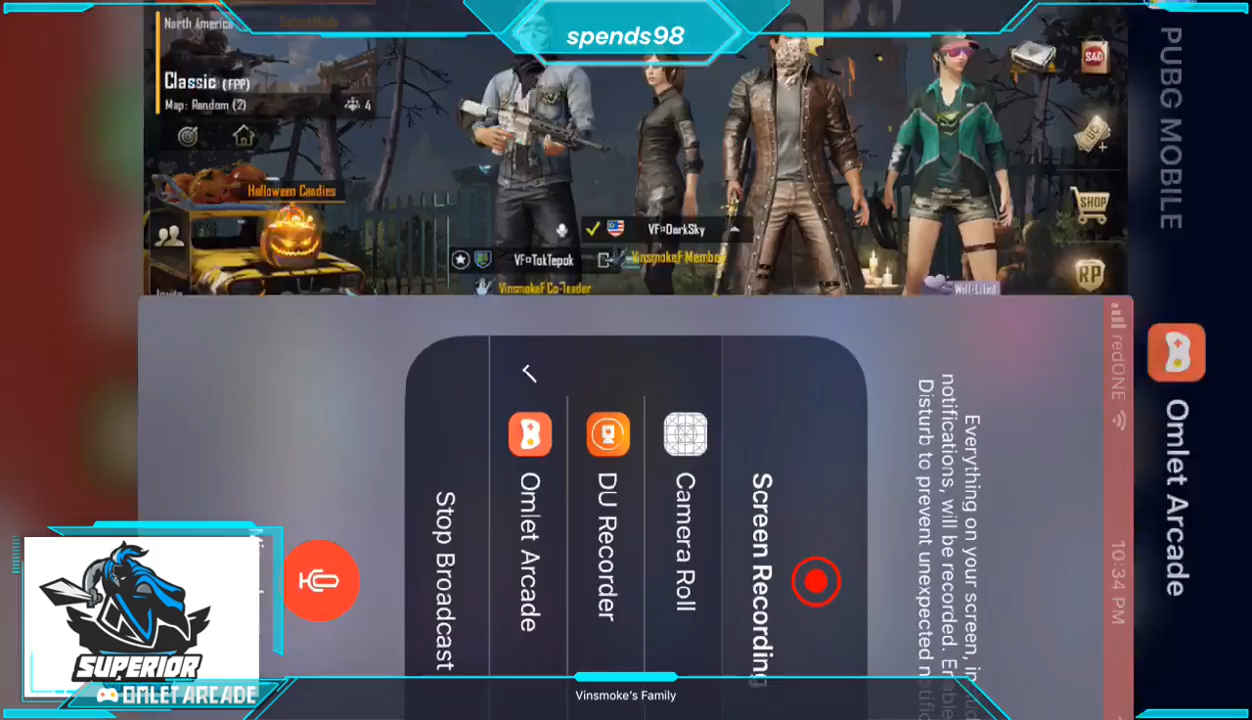 spends98
North America
Classic (FPP)
Map: Random (2)
4
Halloween Candies
VF¤DarkSky
VF¤TokTepok
VinsmokeF Member
VinsmokeF Co-Leader
Well-Liked
SHOP
RP
PUBG MOBILE
Omlet Arcade
redONE
10:34 PM
Everything on your screen,
notifications, will be recorded.
Disturb to prevent unexpected
Screen Recording
Camera Roll
DU Recorder
Omlet Arcade
Stop Broadcast
SUPERIOR
OMLET ARCADE
Vinsmoke's Family